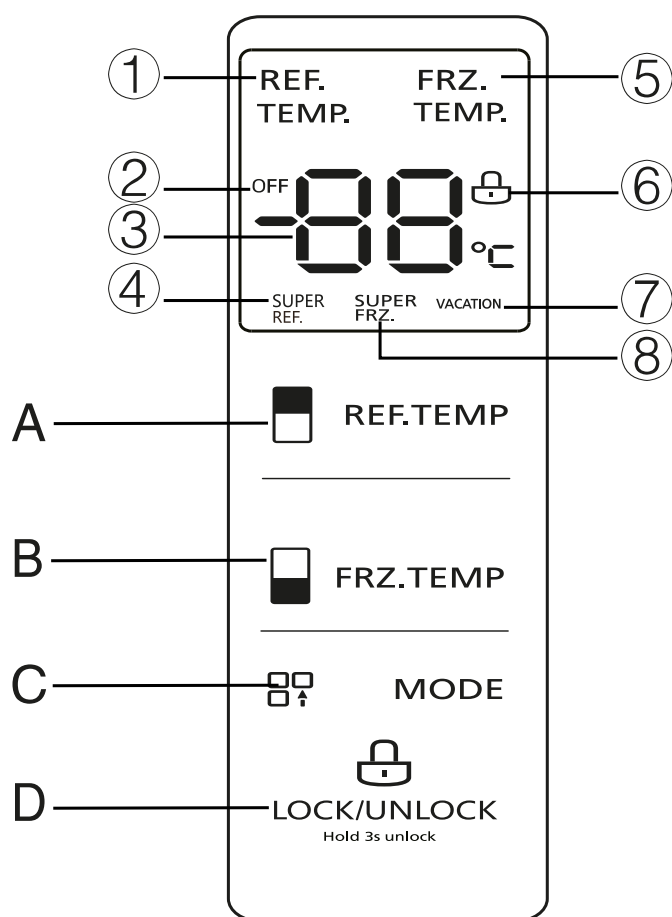 ① REF. TEMP.
FRZ. TEMP. ⑤
② OFF
⑥
③ -88 °C
④ SUPER REF.
SUPER FRZ.
VACATION ⑦
⑧
A REF.TEMP
B FRZ.TEMP
C MODE
D LOCK/UNLOCK
Hold 3s unlock